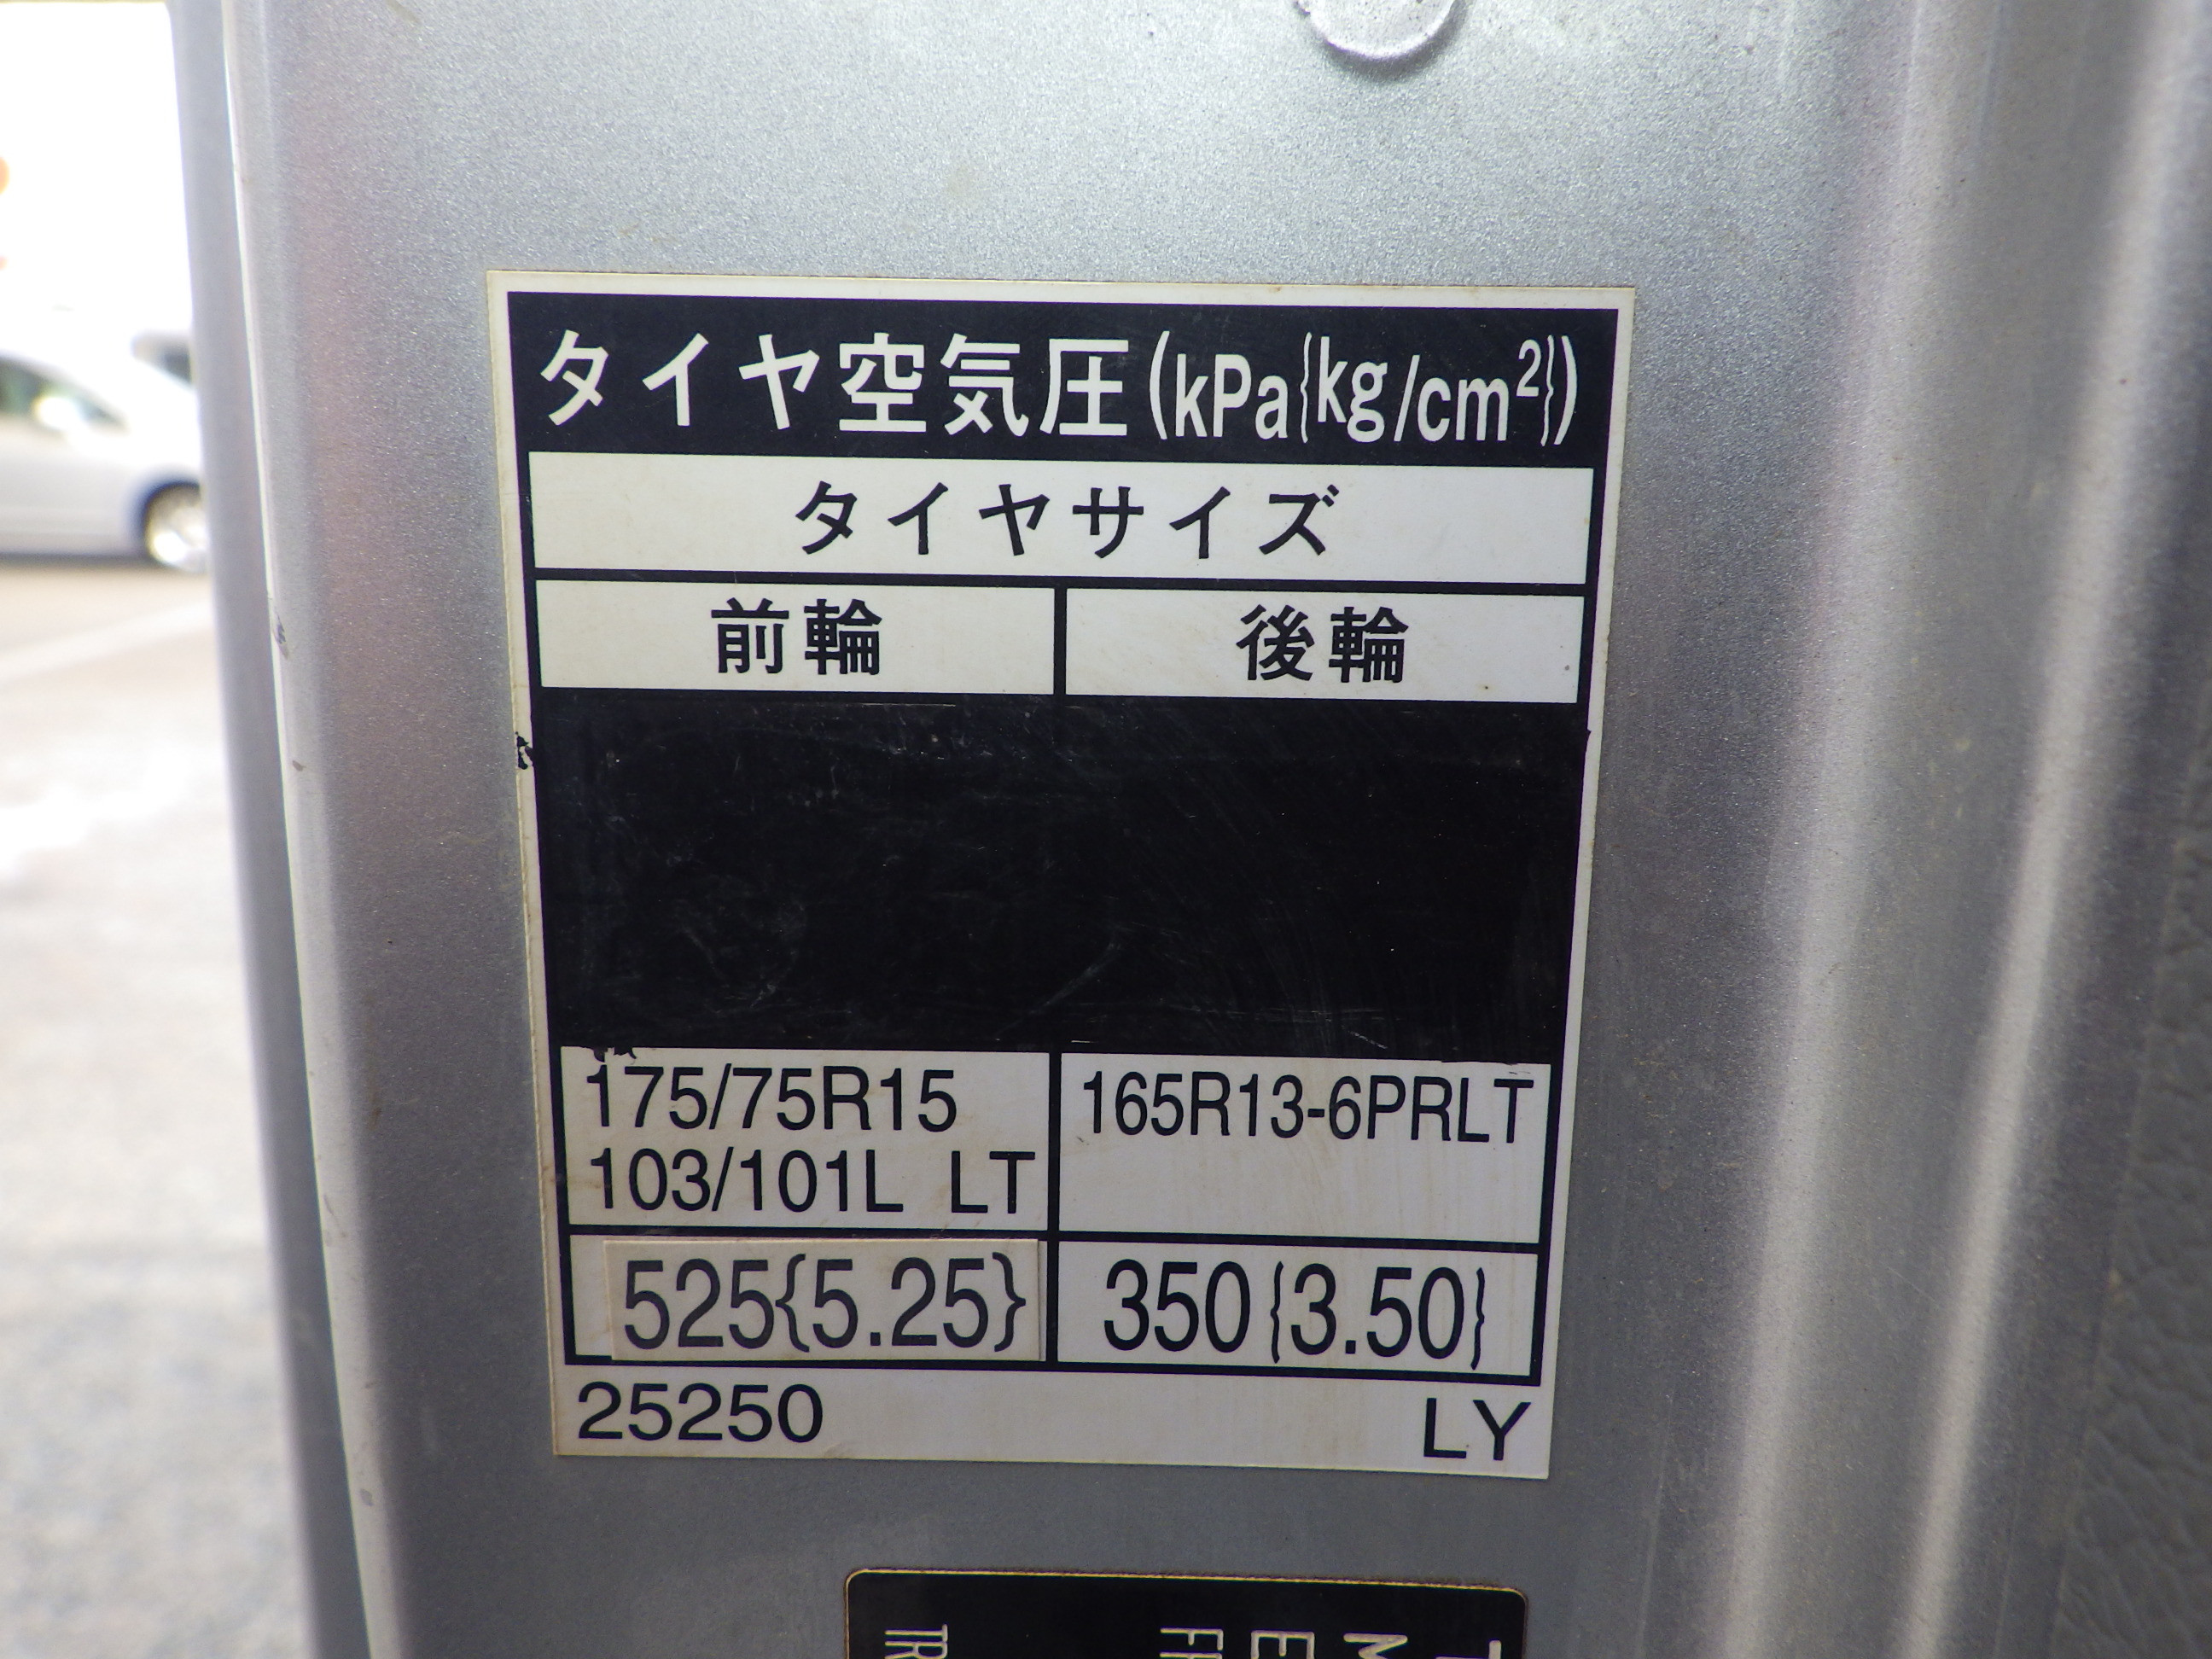 タイヤ空気圧(kPa{kg/cm²})
タイヤサイズ
前輪 後輪
175/75R15 165R13-6PRLT
103/101L LT
525{5.25} 350{3.50}
25250 LY